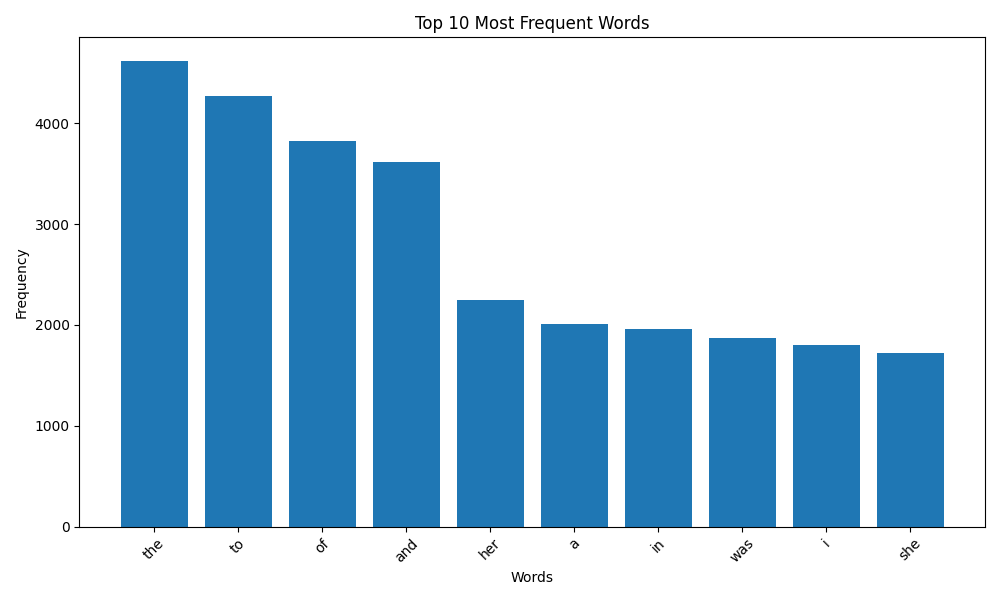 Top 10 Most Frequent Words
Frequency
4000
3000
2000
1000
0
the
to
of
and
her
a
in
was
i
she
Words